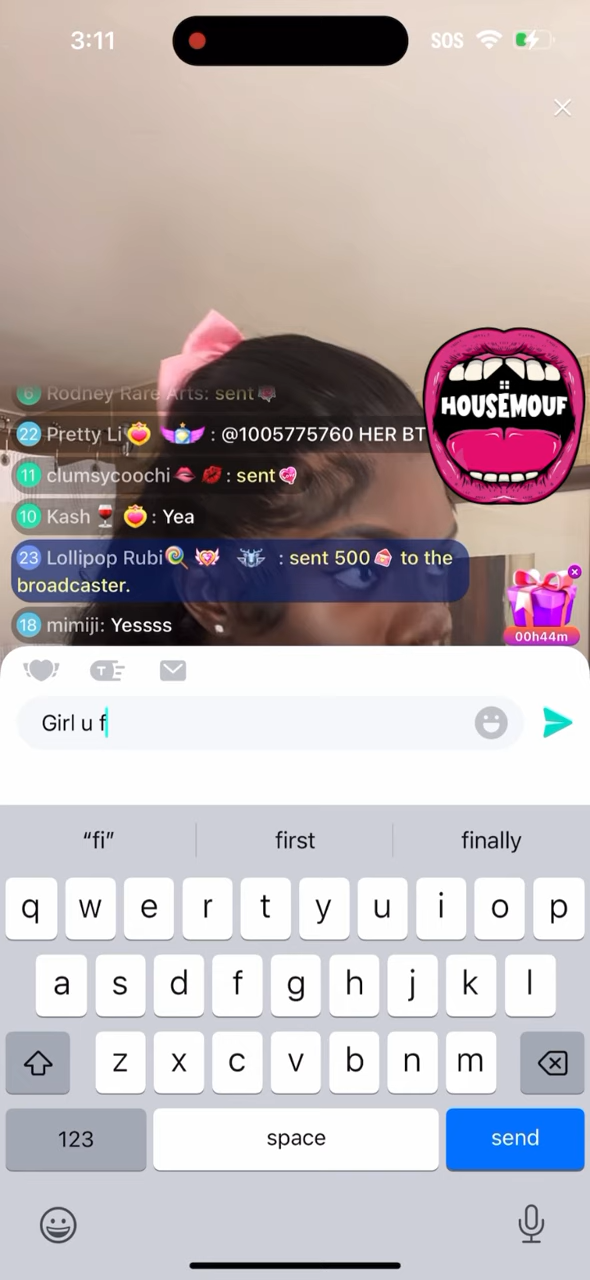 3:11
SOS
6 Rodney Rare Arts: sent
22 Pretty Li : @1005775760 HER BT
HOUSEMOUF
11 clumsycoochi : sent
10 Kash : Yea
23 Lollipop Rubi : sent 500 to the
broadcaster.
18 mimiji: Yessss
00h44m
T
Girl u f
“fi” first finally
q w e r t y u i o p
a s d f g h j k l
z x c v b n m
123 space send